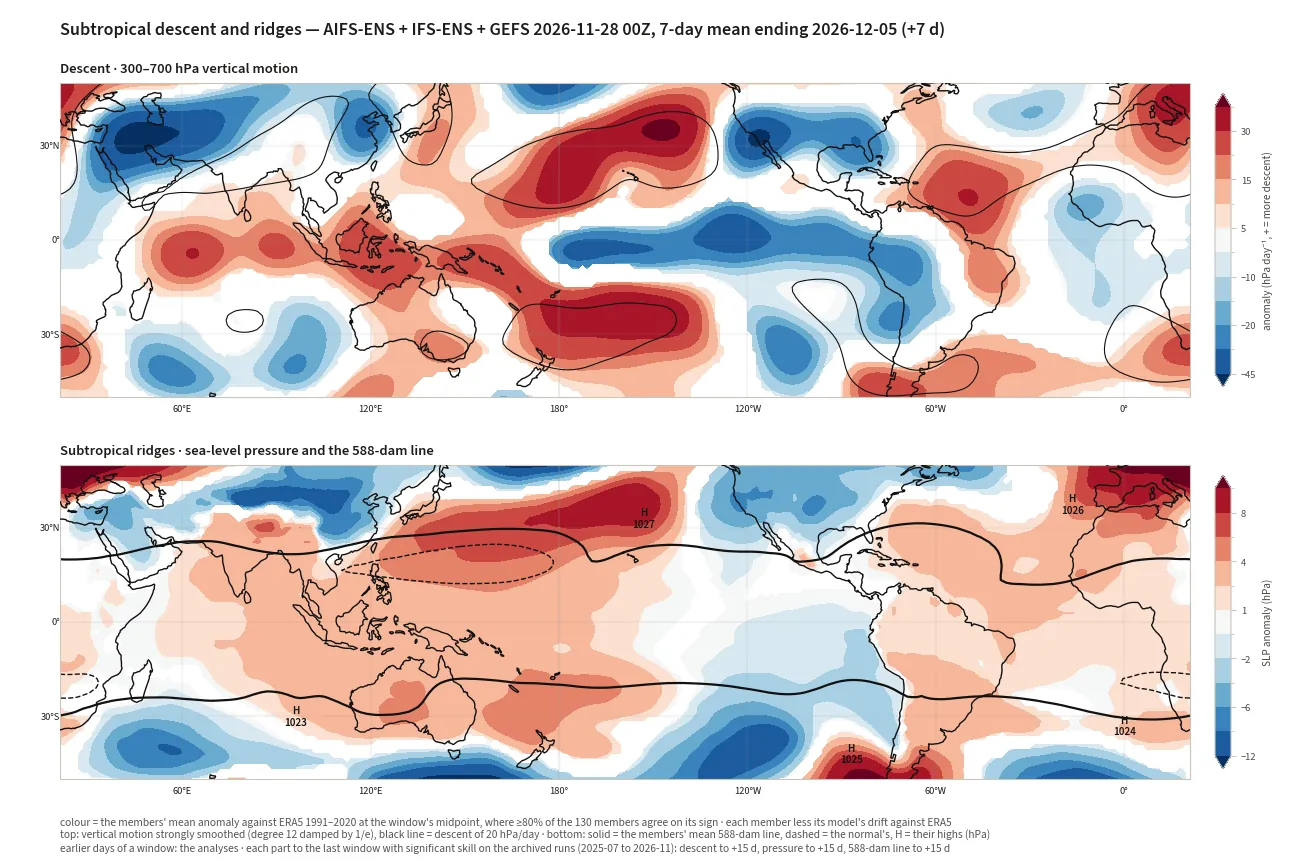 Subtropical descent and ridges — AIFS-ENS + IFS-ENS + GEFS 2026-11-28 00Z, 7-day mean ending 2026-12-05 (+7 d)
Descent · 300–700 hPa vertical motion
30°N
0°
30°S
60°E
120°E
180°
120°W
60°W
0°
30
15
5
−10
−20
−45
anomaly (hPa day⁻¹, + = more descent)
Subtropical ridges · sea-level pressure and the 588-dam line
H
1027
H
1026
H
1023
H
1025
H
1024
30°N
0°
30°S
60°E
120°E
180°
120°W
60°W
0°
8
4
1
−2
−6
−12
SLP anomaly (hPa)
colour = the members' mean anomaly against ERA5 1991–2020 at the window's midpoint, where ≥80% of the 130 members agree on its sign · each member less its model's drift against ERA5
top: vertical motion strongly smoothed (degree 12 damped by 1/e), black line = descent of 20 hPa/day · bottom: solid = the members' mean 588-dam line, dashed = the normal's, H = their highs (hPa)
earlier days of a window: the analyses · each part to the last window with significant skill on the archived runs (2025-07 to 2026-11): descent to +15 d, pressure to +15 d, 588-dam line to +15 d